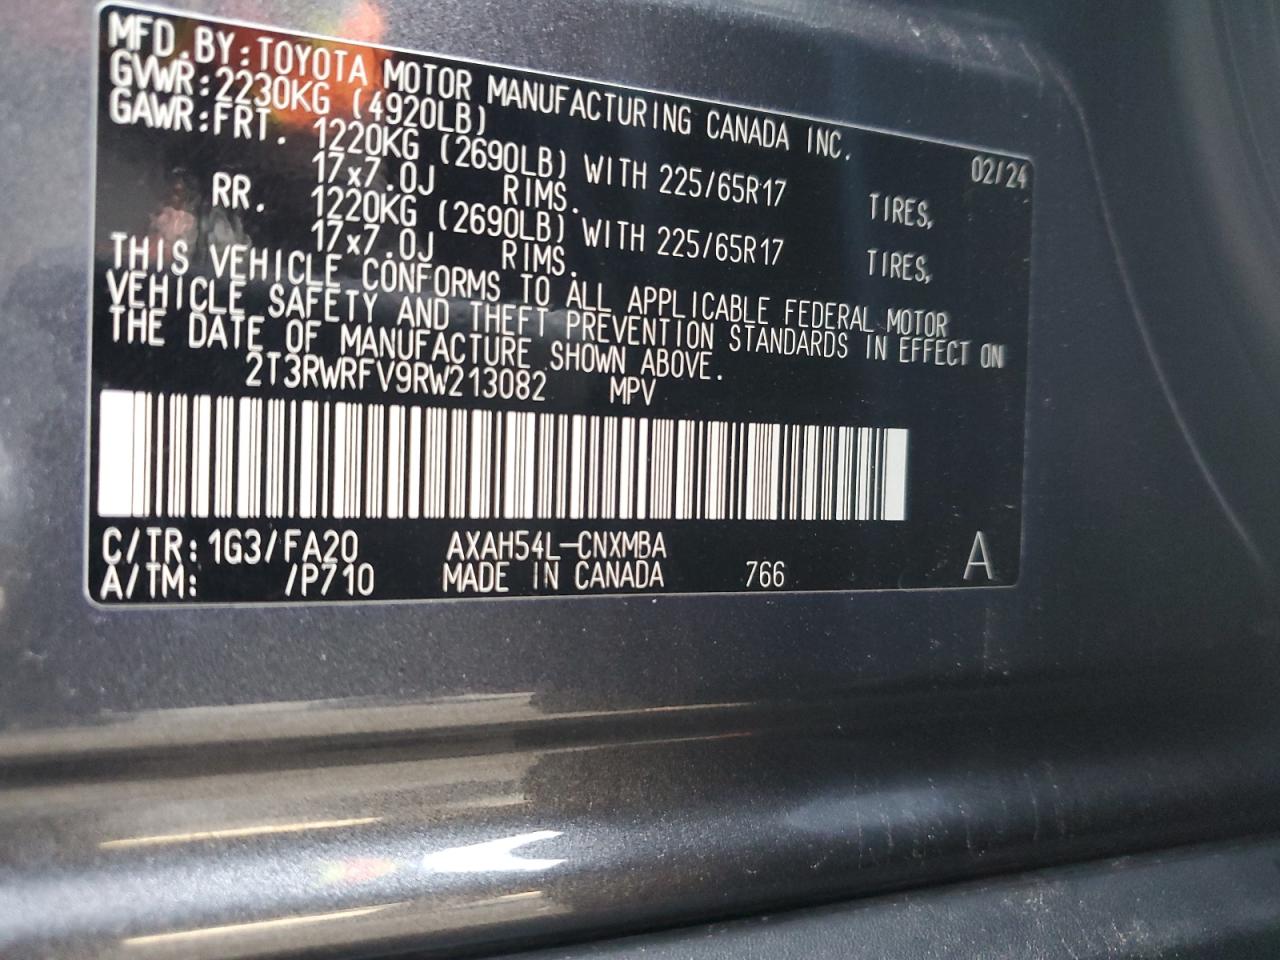 MFD.BY:TOYOTA MOTOR MANUFACTURING CANADA INC. 02/24
GVWR:2230KG (4920LB)
GAWR:FRT. 1220KG (2690LB) WITH 225/65R17 TIRES,
17x7.0J RIMS.
RR. 1220KG (2690LB) WITH 225/65R17 TIRES,
17x7.0J RIMS.
THIS VEHICLE CONFORMS TO ALL APPLICABLE FEDERAL MOTOR
VEHICLE SAFETY AND THEFT PREVENTION STANDARDS IN EFFECT ON
THE DATE OF MANUFACTURE SHOWN ABOVE.
2T3RWRFV9RW213082 MPV
C/TR:1G3/FA20 AXAH54L-CNXMBA
A/TM: /P710 MADE IN CANADA 766 A